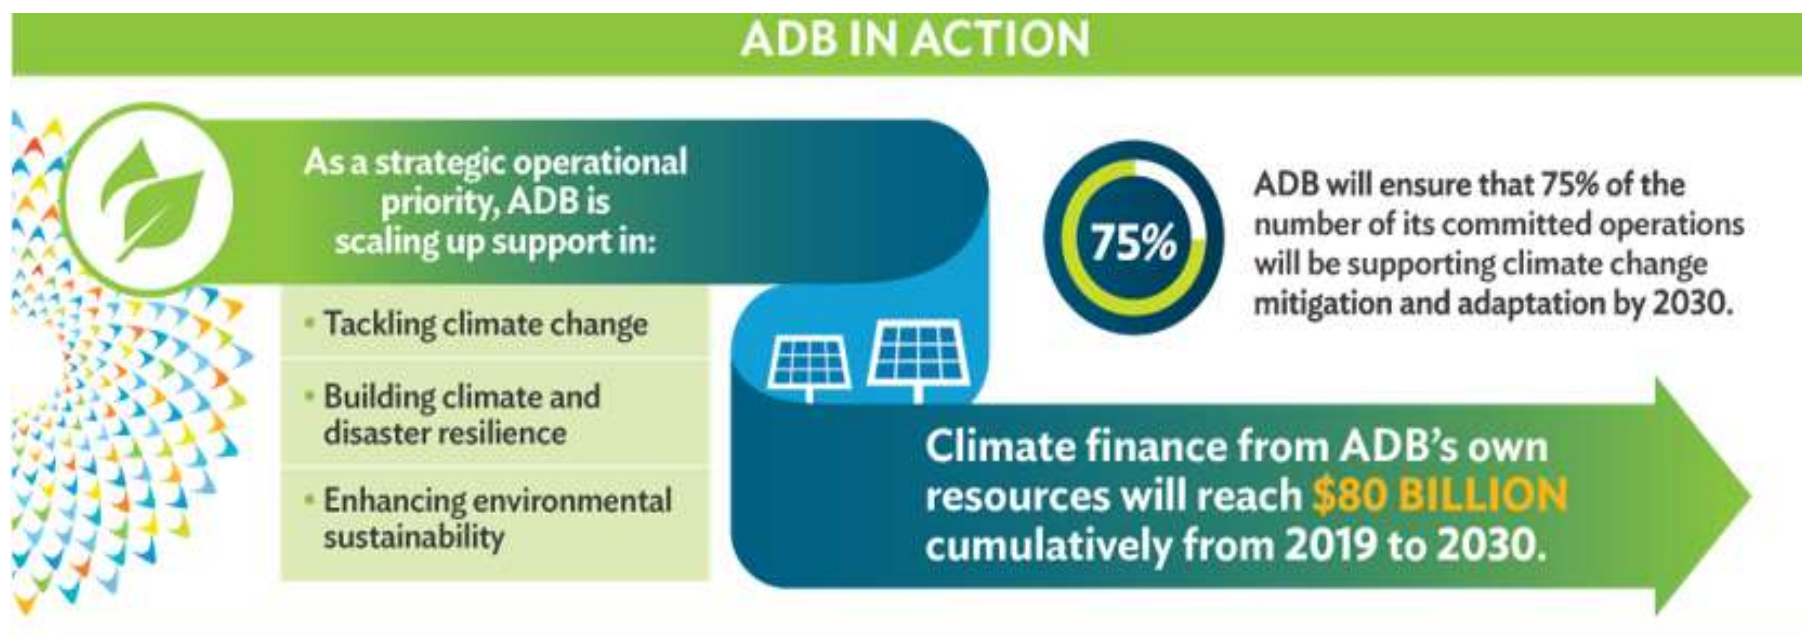 ADB IN ACTION
As a strategic operational
priority, ADB is
scaling up support in:
• Tackling climate change
• Building climate and
disaster resilience
• Enhancing environmental
sustainability
75%
ADB will ensure that 75% of the
number of its committed operations
will be supporting climate change
mitigation and adaptation by 2030.
Climate finance from ADB’s own
resources will reach $80 BILLION
cumulatively from 2019 to 2030.